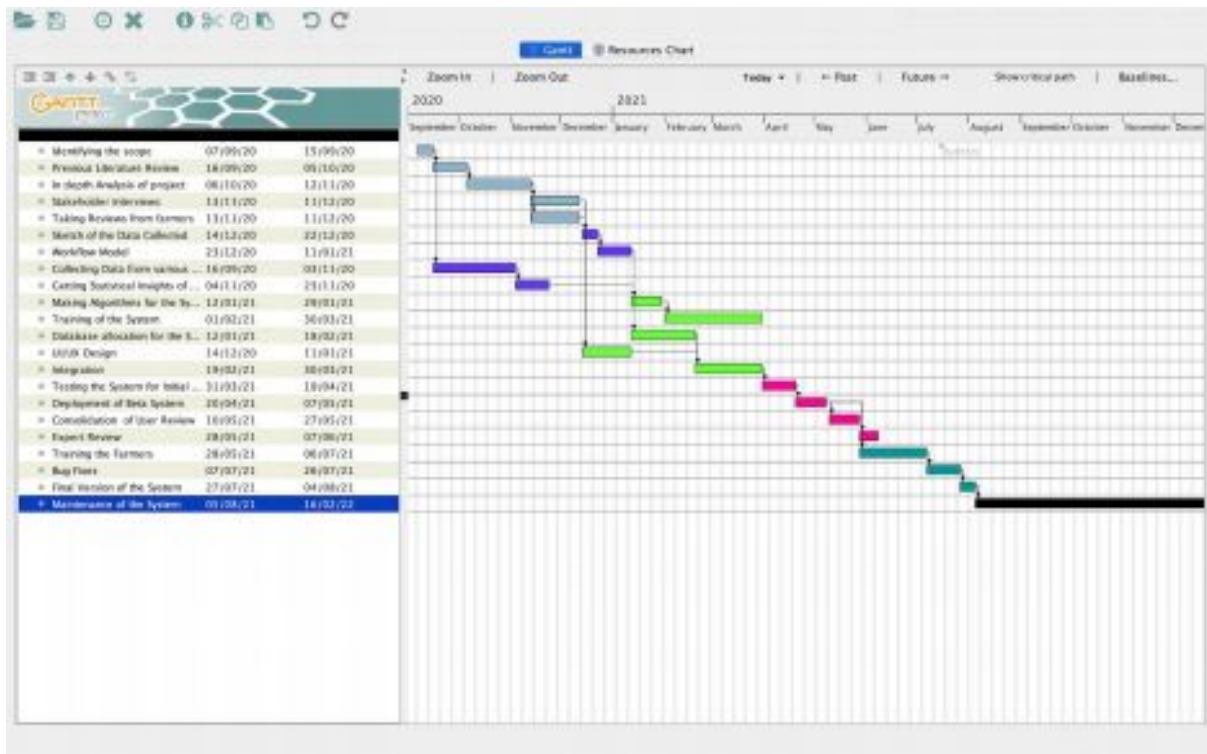 Gantt Resources Chart
Zoom In | Zoom Out Today | Past | Future Show critical path | Baselines...
GANTT
2020 2021
September October November December January February March April May June July August September October November
Identifying the scope 07/09/20 15/09/20
Previous Literature Review 16/09/20 05/10/20
In depth Analysis of project 06/10/20 12/11/20
Stakeholder Interviews 13/11/20 11/12/20
Taking Reviews from farmers 13/11/20 11/12/20
Sketch of the Data Collected 14/12/20 22/12/20
Workflow Model 23/12/20 11/01/21
Collecting Data from various ... 16/09/20 03/11/20
Getting Statistical Insights of ... 04/11/20 23/11/20
Making Algorithms for the Sy... 12/01/21 29/01/21
Training of the System 01/02/21 30/03/21
Database allocation for the S... 12/01/21 18/02/21
UI/UX Design 14/12/20 11/01/21
Integration 19/02/21 30/03/21
Testing the System for Initial ... 31/03/21 19/04/21
Deployment of Beta System 20/04/21 07/05/21
Consolidation of User Review 10/05/21 27/05/21
Expert Review 28/05/21 07/06/21
Training the Farmers 28/05/21 06/07/21
Bug Fixes 07/07/21 26/07/21
Final Version of the System 27/07/21 04/08/21
Maintenance of the System 05/08/21 16/02/22